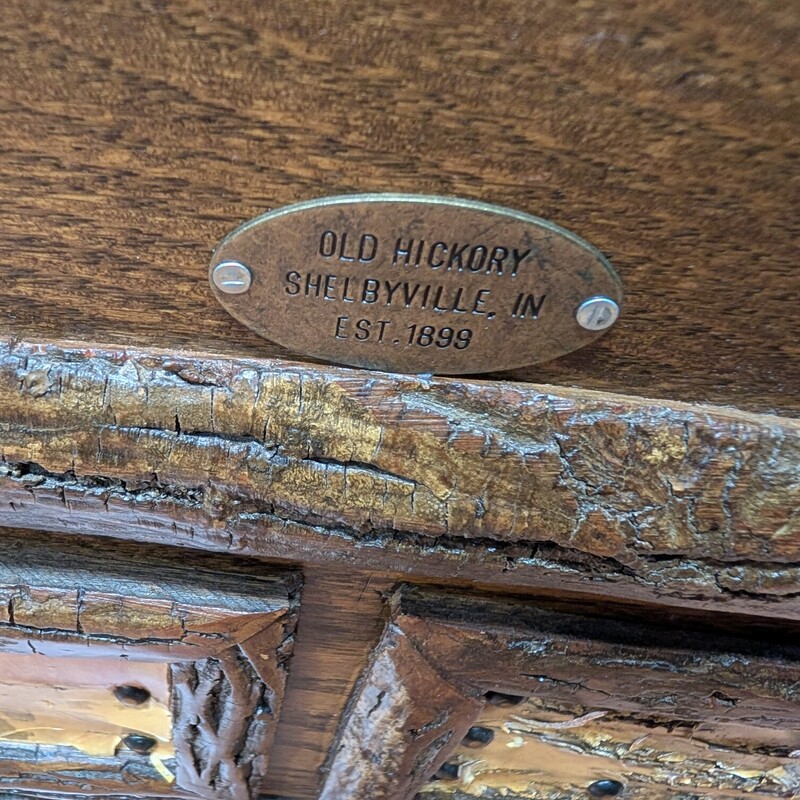 OLD HICKORY
SHELBYVILLE, IN
EST. 1899